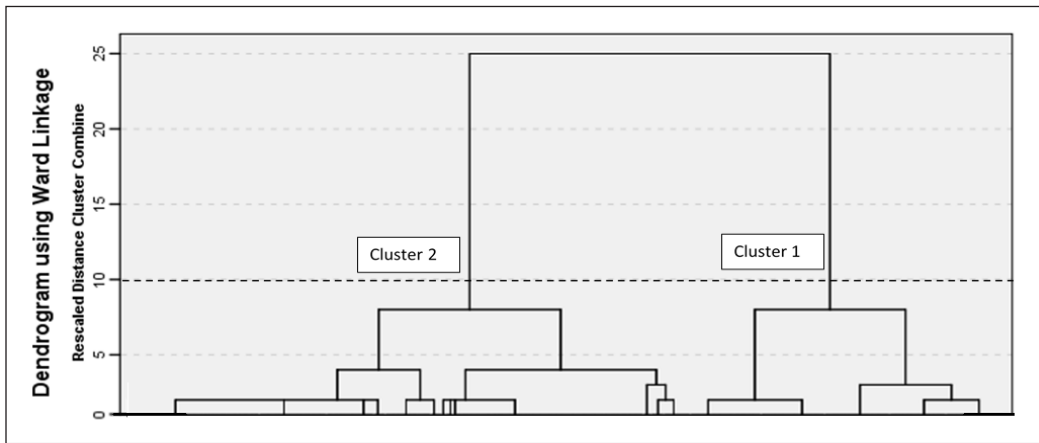 Dendrogram using Ward Linkage
Rescaled Distance Cluster Combine
25
20
15
10
5
0
Cluster 2
Cluster 1